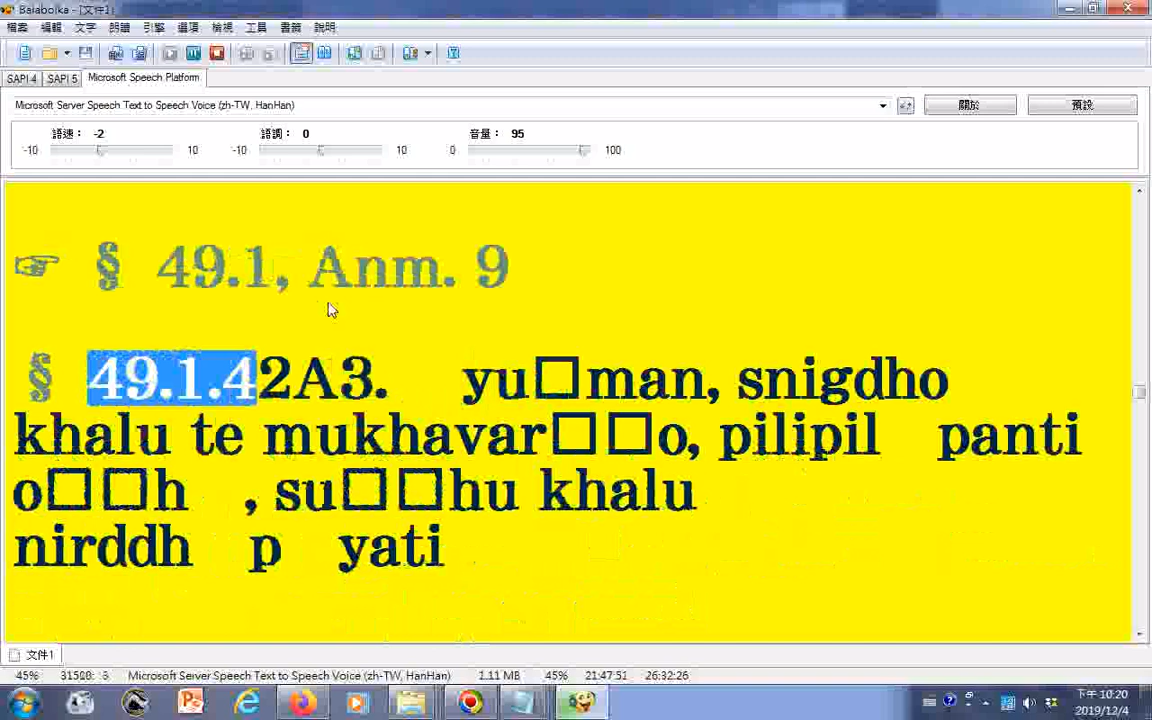 Balabolka - [文件1]
檔案 編輯 文字 朗讀 引擎 選項 檢視 工具 書籤 說明
SAPI 4 SAPI 5 Microsoft Speech Platform
Microsoft Server Speech Text to Speech Voice (zh-TW, HanHan) 關於 預設
語速: -2 語調: 0 音量: 95
-10 10 -10 10 0 100
☞ § 49.1, Anm. 9
§ 49.1.42A3. yu□man, snigdho
khalu te mukhavar□□o, pilipil panti
o□□h , su□□hu khalu
nirddh p yati
文件1
45% Microsoft Server Speech Text to Speech Voice (zh-TW, HanHan) 1.11 MB 45% 21:47:51 26:32:26
下午 10:20
2019/12/4